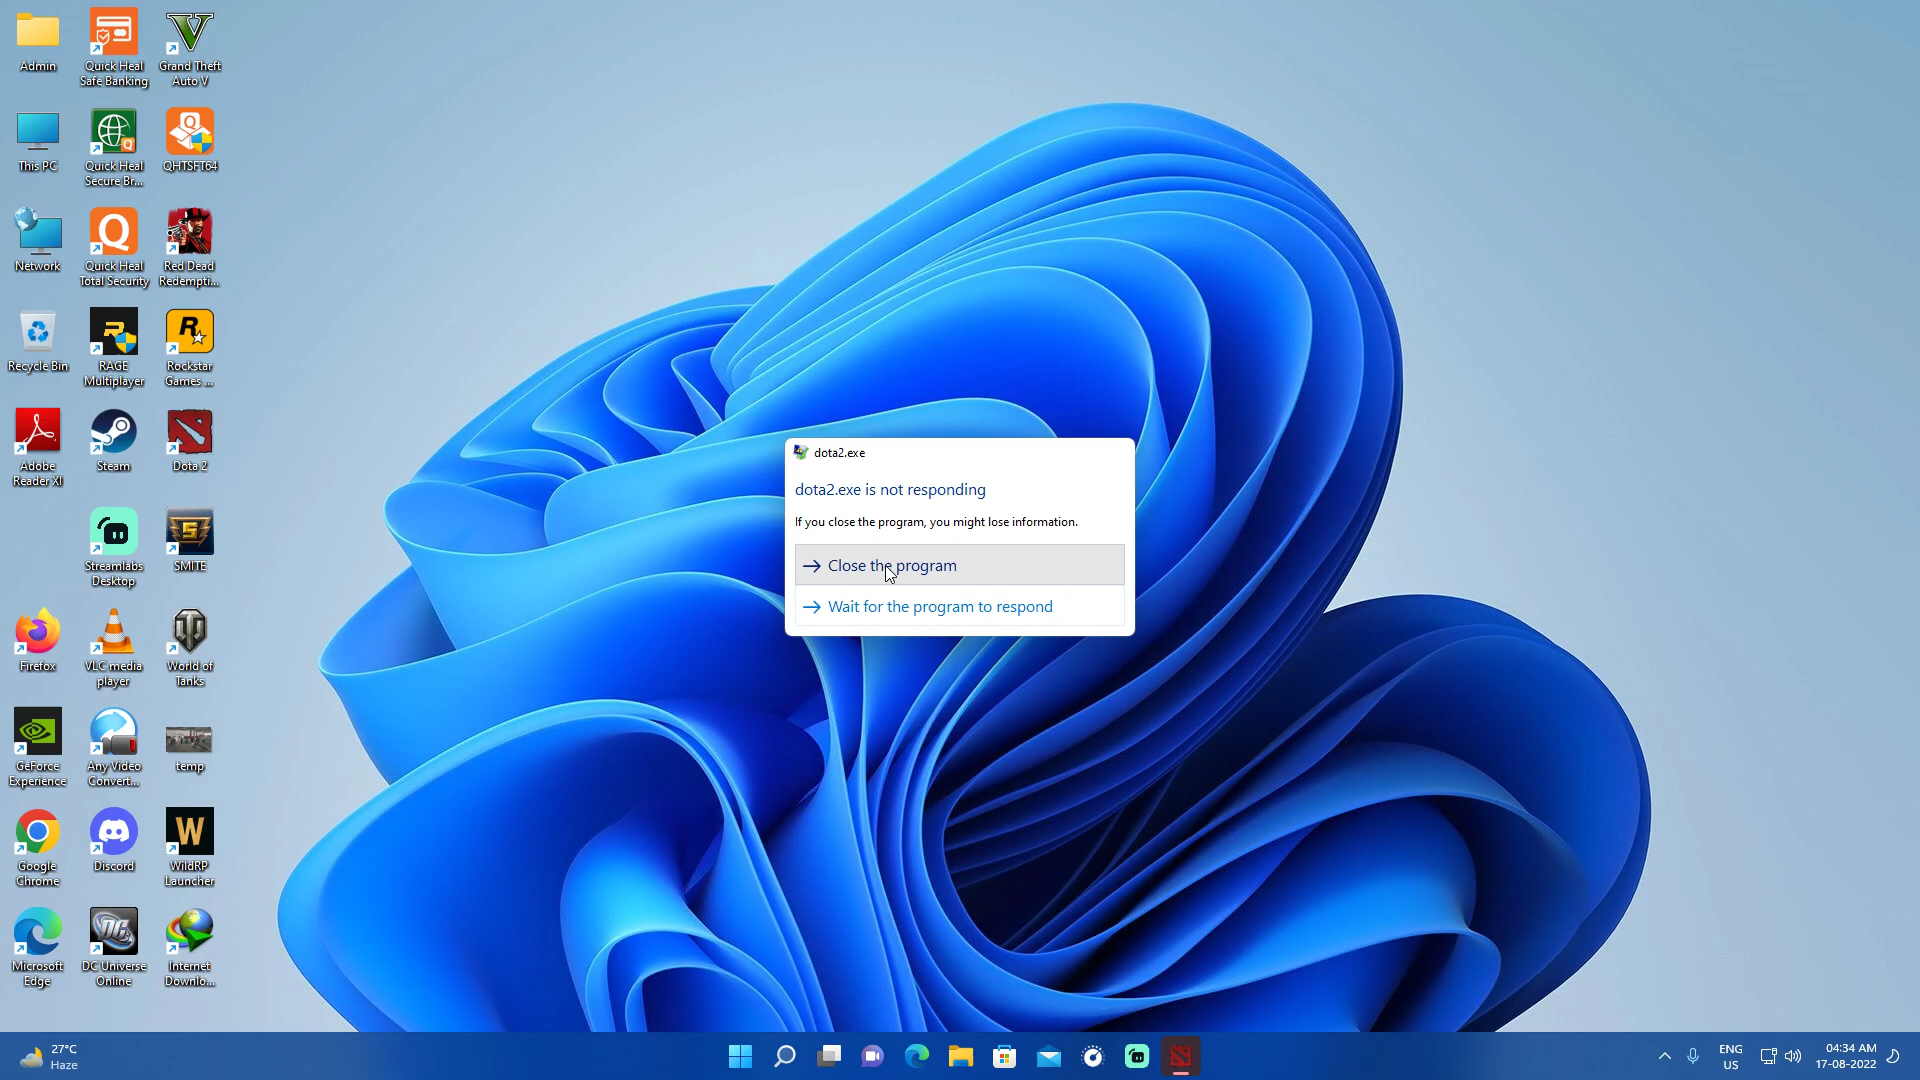 Admin
Quick Heal
Safe Banking
Grand Theft
Auto V
This PC
Quick Heal
Secure Br...
QHTSFT64
Network
Quick Heal
Total Security
Red Dead
Redempti...
Recycle Bin
RAGE
Multiplayer
Rockstar
Games ...
Adobe
Reader XI
Steam
Dota 2
Streamlabs
Desktop
SMITE
Firefox
VLC media
player
World of
Tanks
GeForce
Experience
Any Video
Convert...
temp
Google
Chrome
Discord
WildRP
Launcher
Microsoft
Edge
DC Universe
Online
Internet
Downlo...
dota2.exe
dota2.exe is not responding
If you close the program, you might lose information.
Close the program
Wait for the program to respond
27°C
Haze
ENG
US
04:34 AM
17-08-2022